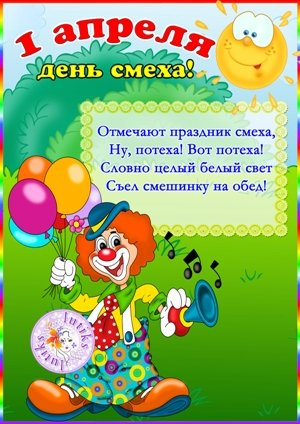 1 апреля
день смеха!
Отмечают праздник смеха,
Ну, потеха! Вот потеха!
Словно целый белый свет
Съел смешинку на обед!